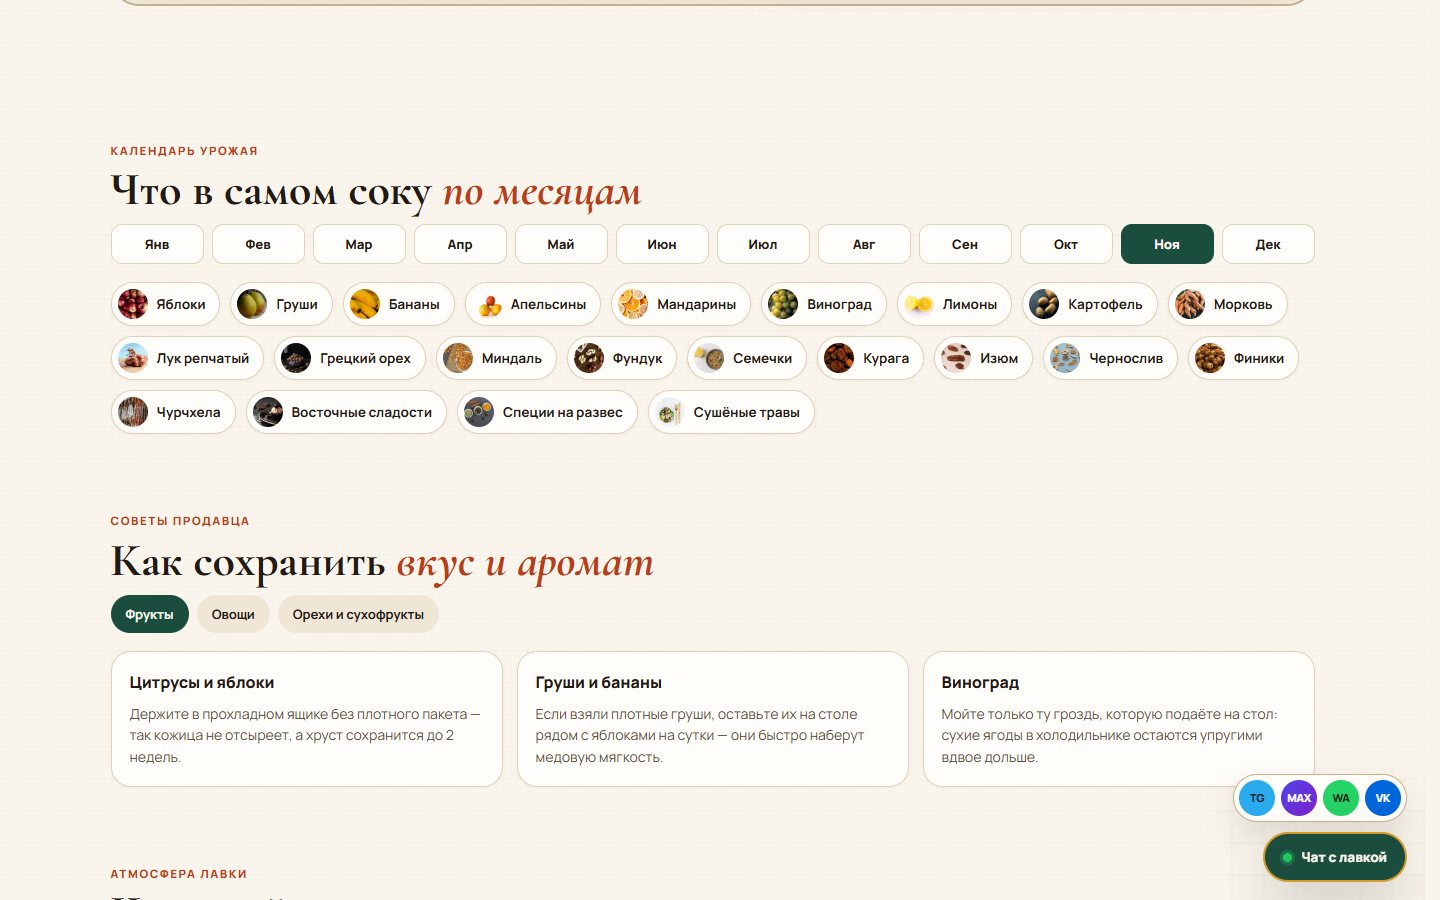 КАЛЕНДАРЬ УРОЖАЯ
Что в самом соку по месяцам
Янв Фев Мар Апр Май Июн Июл Авг Сен Окт Ноя Дек
Яблоки Груши Бананы Апельсины Мандарины Виноград Лимоны Картофель Морковь
Лук репчатый Грецкий орех Миндаль Фундук Семечки Курага Изюм Чернослив Финики
Чурчхела Восточные сладости Специи на развес Сушёные травы
СОВЕТЫ ПРОДАВЦА
Как сохранить вкус и аромат
Фрукты Овощи Орехи и сухофрукты
Цитрусы и яблоки
Держите в прохладном ящике без плотного пакета —
так кожица не отсыреет, а хруст сохранится до 2
недель.
Груши и бананы
Если взяли плотные груши, оставьте их на столе
рядом с яблоками на сутки — они быстро наберут
медовую мягкость.
Виноград
Мойте только ту гроздь, которую подаёте на стол:
сухие ягоды в холодильнике остаются упругими
вдвое дольше.
TG MAX WA VK
Чат с лавкой
АТМОСФЕРА ЛАВКИ